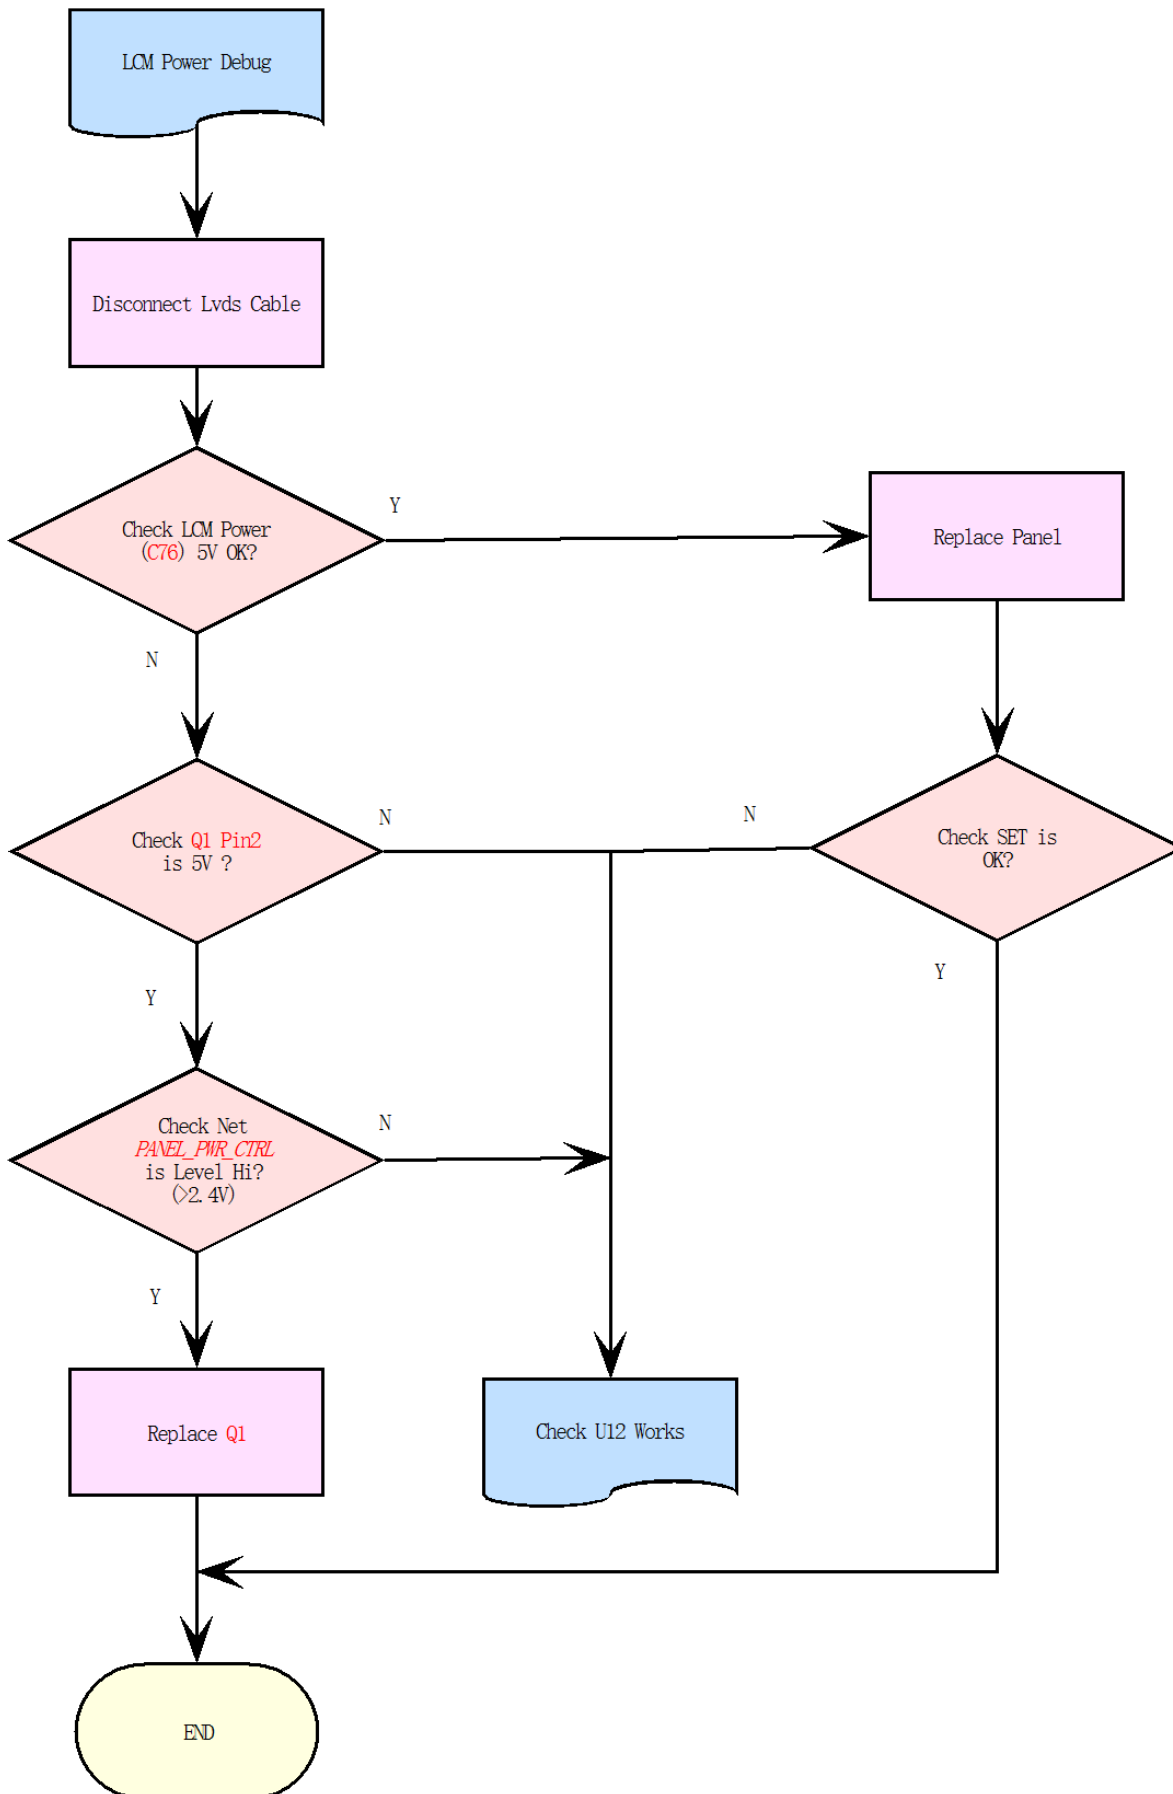 LCM Power Debug
Disconnect Lvds Cable
Check LCM Power
(C76) 5V OK?
Y
Replace Panel
N
Check Q1 Pin2
is 5V ?
N
N
Check SET is
OK?
Y
Y
Check Net
PANEL_PWR_CTRL
is Level Hi?
(>2.4V)
N
Y
Replace Q1
Check U12 Works
END